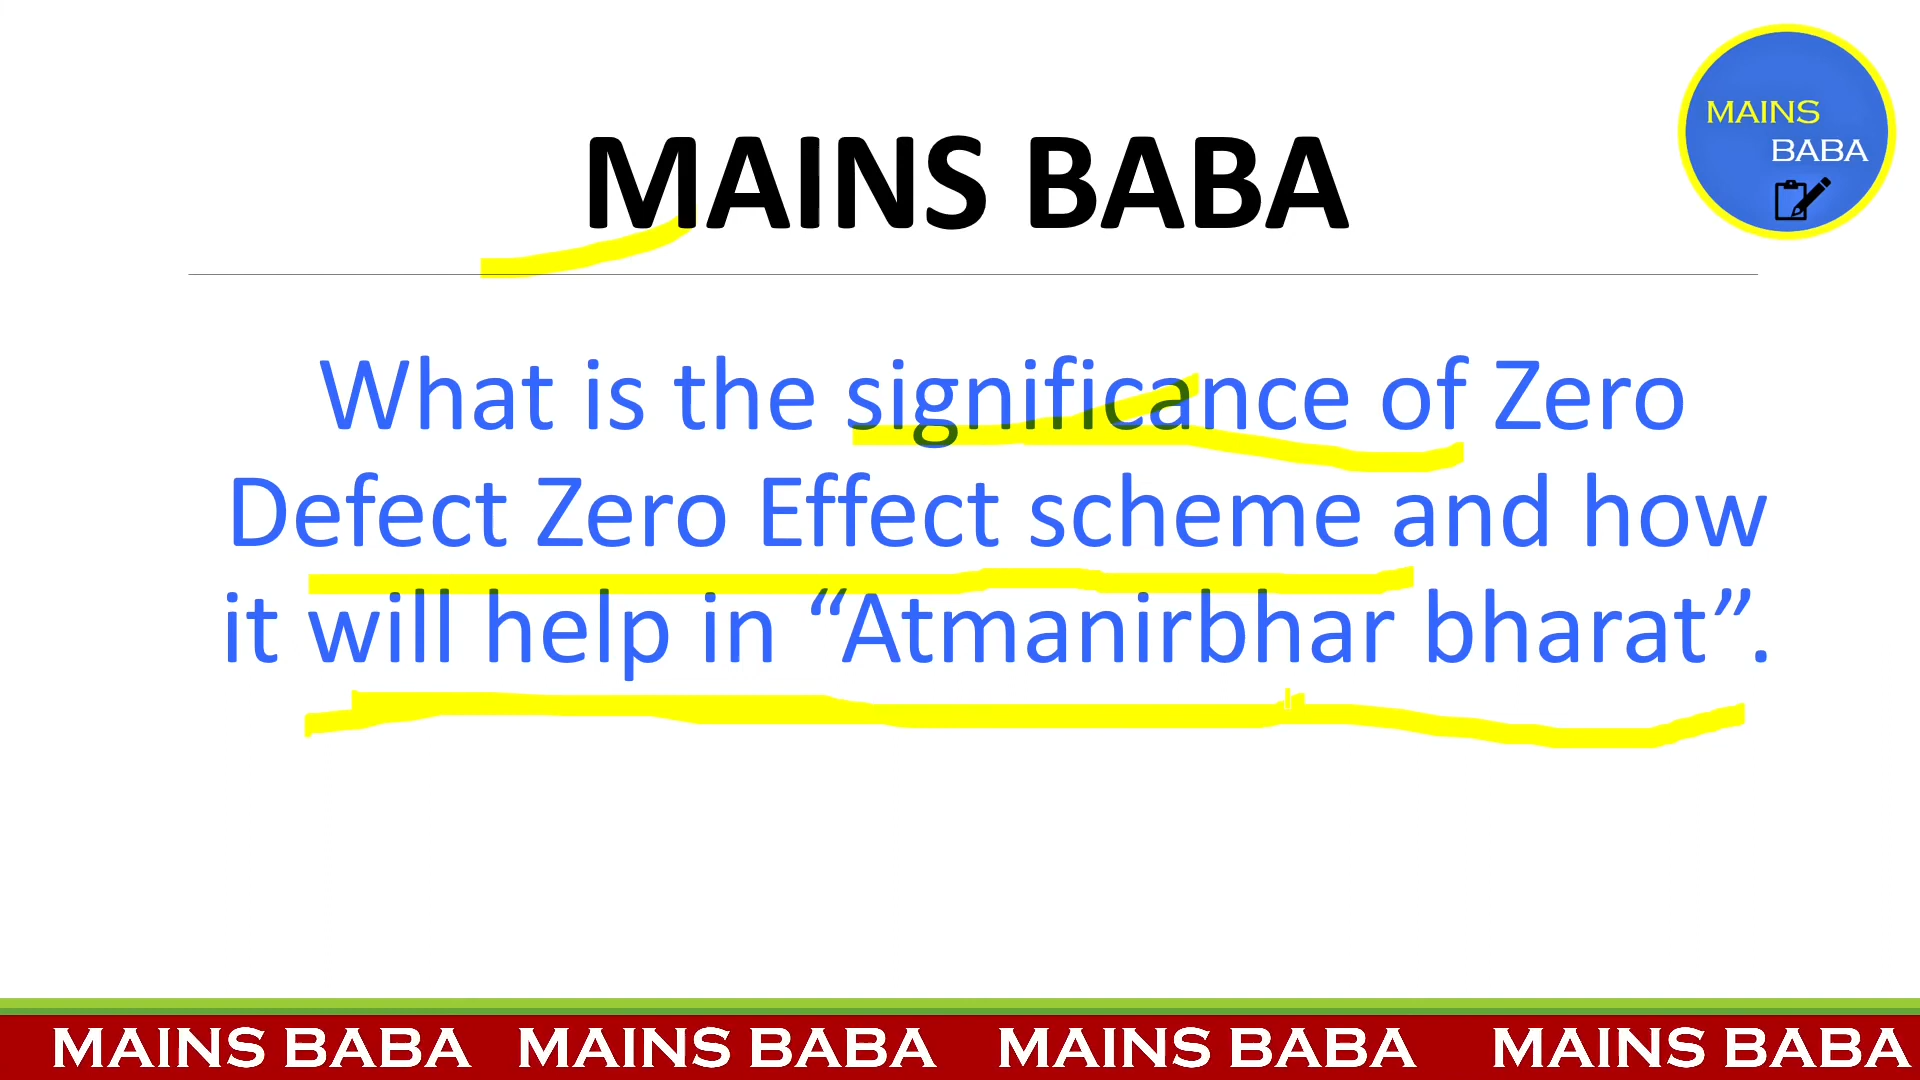 MAINS
BABA
MAINS BABA
What is the significance of Zero
Defect Zero Effect scheme and how
it will help in “Atmanirbhar bharat”.
MAINS BABA MAINS BABA MAINS BABA MAINS BABA